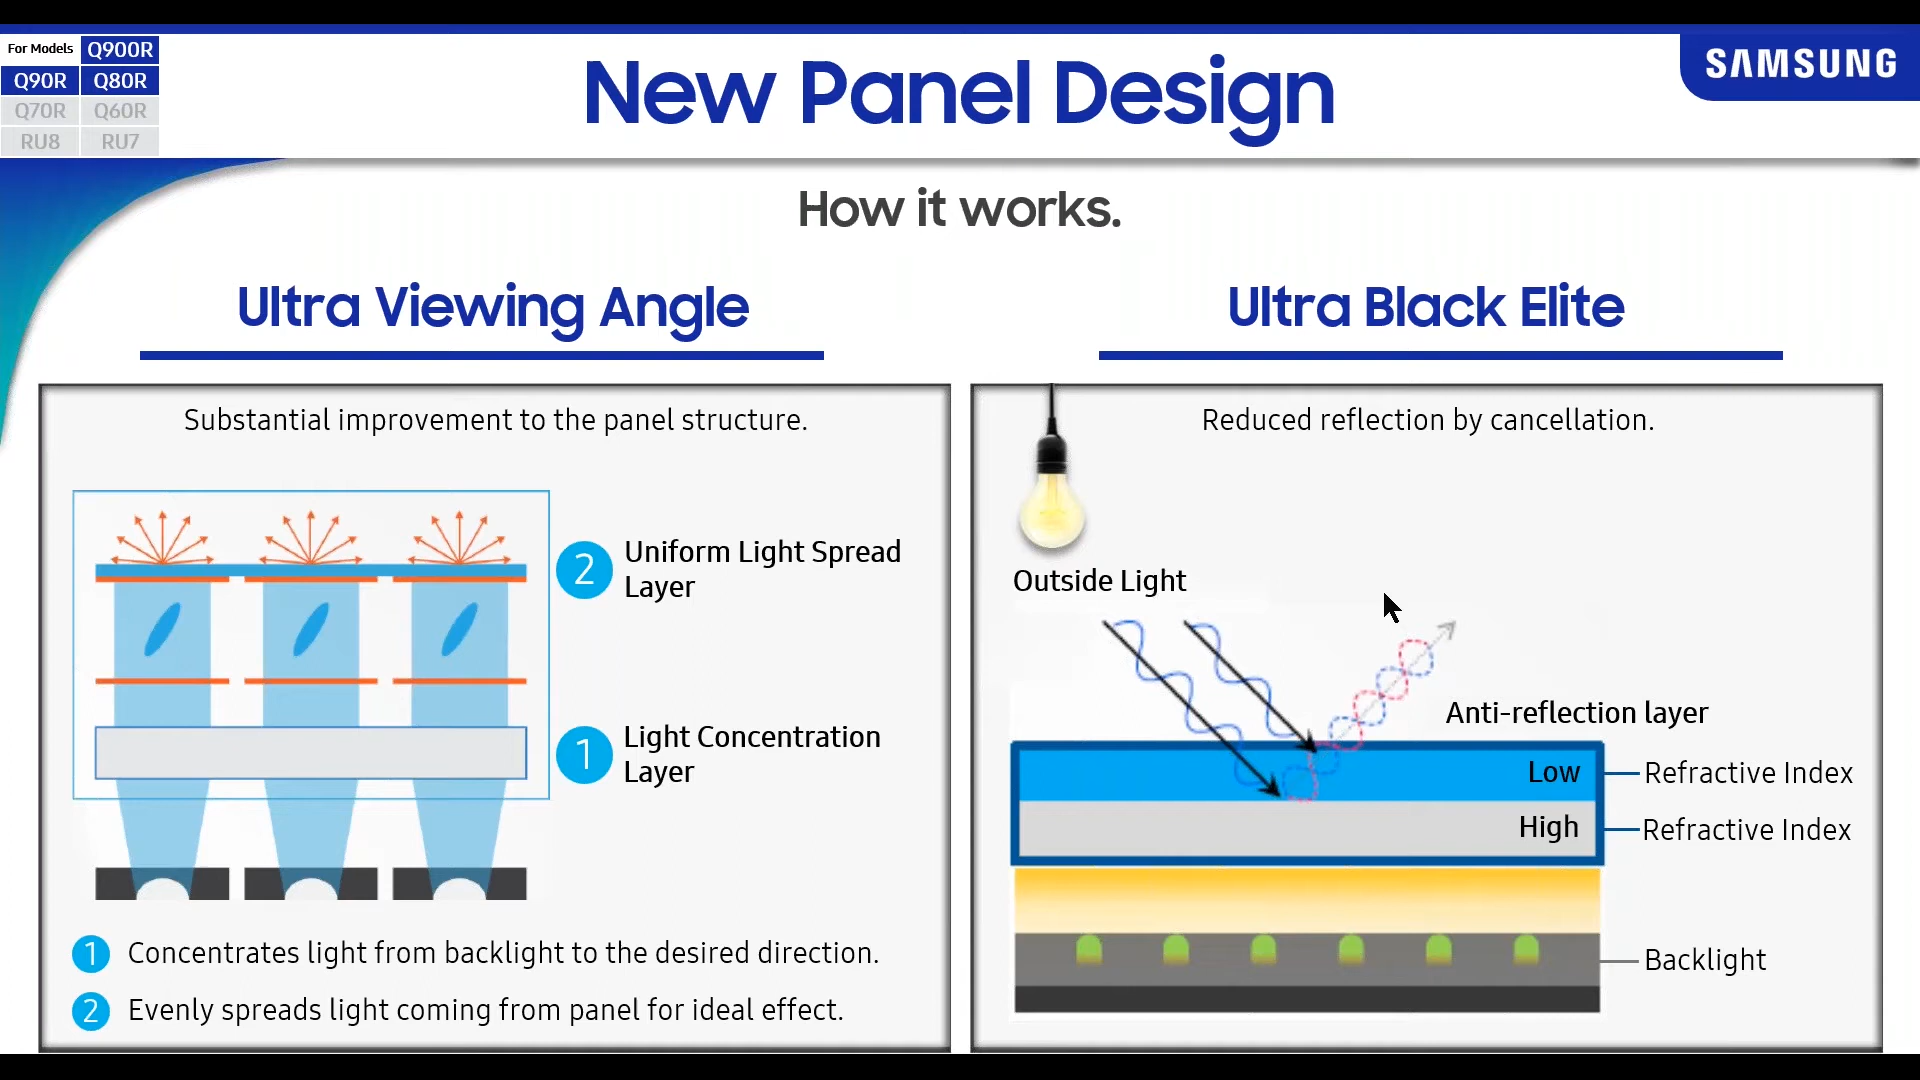 For Models Q900R
Q90R Q80R
Q70R Q60R
RU8 RU7
New Panel Design
SAMSUNG
How it works.
Ultra Viewing Angle
Substantial improvement to the panel structure.
2 Uniform Light Spread
Layer
1 Light Concentration
Layer
1 Concentrates light from backlight to the desired direction.
2 Evenly spreads light coming from panel for ideal effect.
Ultra Black Elite
Reduced reflection by cancellation.
Outside Light
Anti-reflection layer
Low Refractive Index
High Refractive Index
Backlight